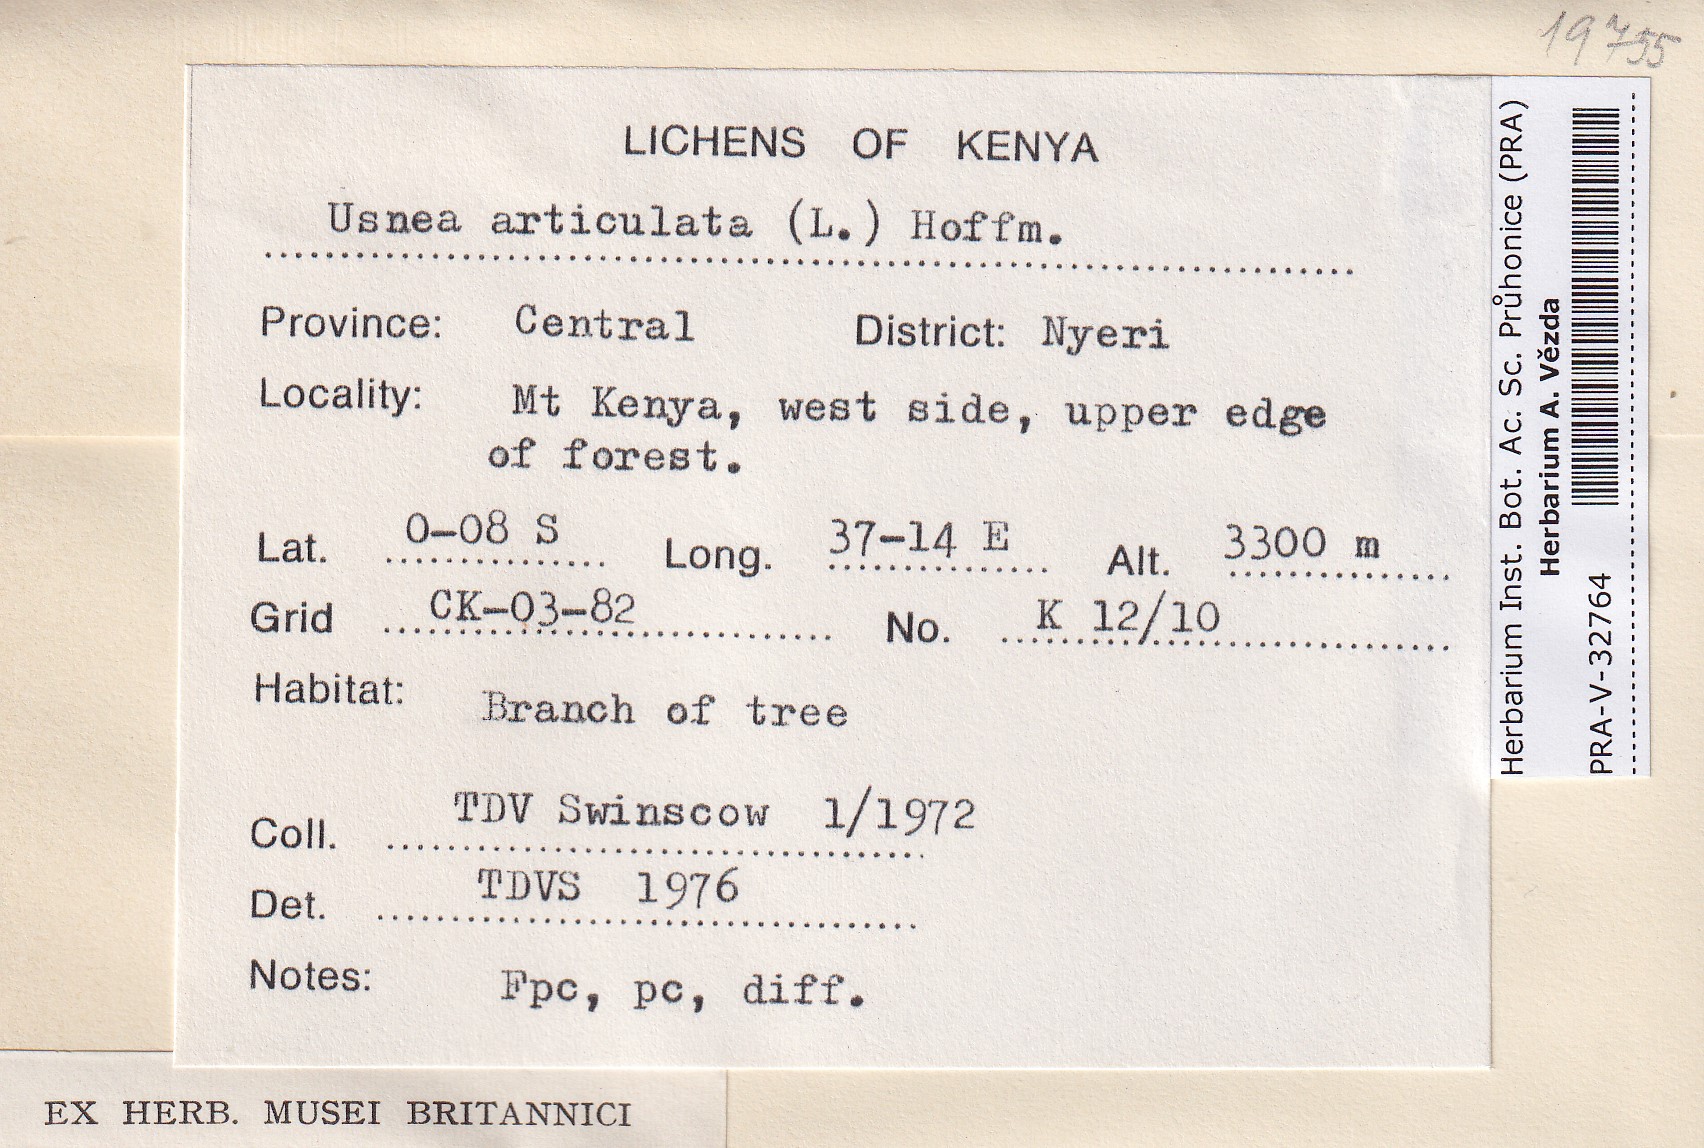 19755
LICHENS OF KENYA
Usnea articulata (L.) Hoffm.
Province: Central District: Nyeri
Locality: Mt Kenya, west side, upper edge
of forest.
Lat. 0-08 S Long. 37-14 E Alt. 3300 m
Grid CK-03-82 No. K 12/10
Habitat: Branch of tree
Coll. TDV Swinscow 1/1972
Det. TDVS 1976
Notes: Fpc, pc, diff.
Herbarium Inst. Bot. Ac. Sc. Průhonice (PRA)
Herbarium A. Vězda
PRA-V-32764
EX HERB. MUSEI BRITANNICI